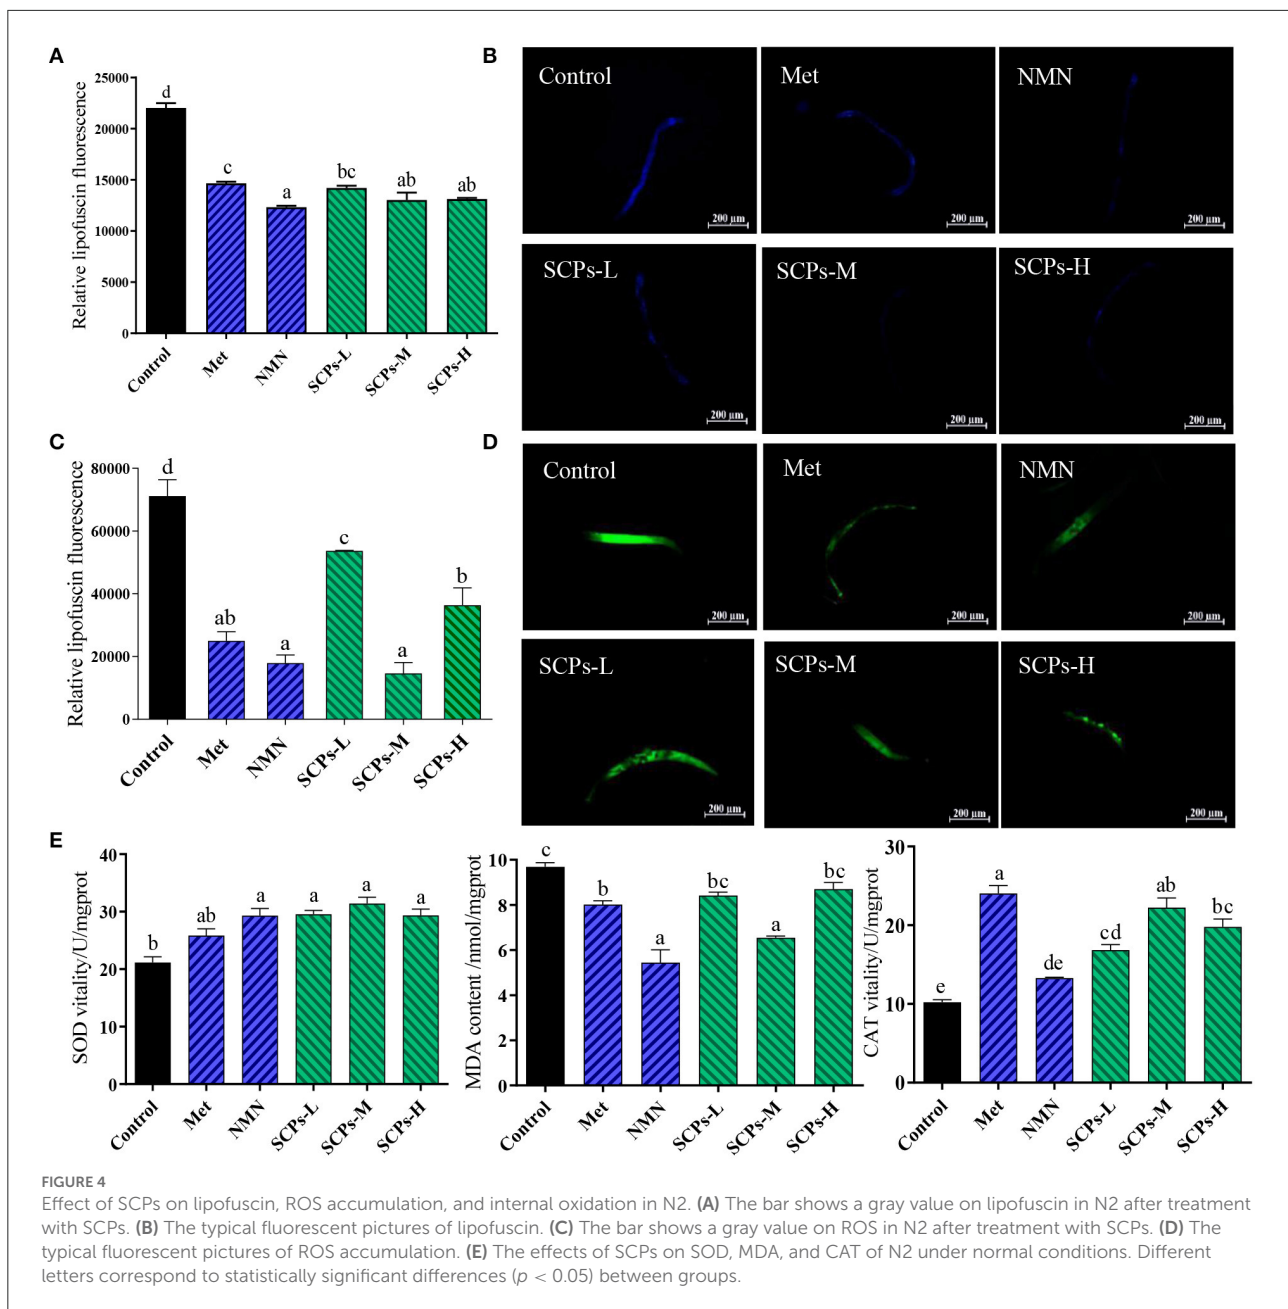 A
Relative lipofuscin fluorescence
25000
20000
15000
10000
5000
0
d
c
a
bc
ab
ab
Control
Met
NMN
SCPs-L
SCPs-M
SCPs-H
B
Control
200 µm
Met
200 µm
NMN
200 µm
SCPs-L
200 µm
SCPs-M
200 µm
SCPs-H
200 µm
C
Relative lipofuscin fluorescence
80000
60000
40000
20000
0
d
ab
a
c
a
b
Control
Met
NMN
SCPs-L
SCPs-M
SCPs-H
D
Control
200 µm
Met
200 µm
NMN
200 µm
SCPs-L
200 µm
SCPs-M
200 µm
SCPs-H
200 µm
E
SOD vitality/U/mgprot
40
30
20
10
0
b
ab
a
a
a
a
Control
Met
NMN
SCPs-L
SCPs-M
SCPs-H
MDA content /nmol/mgprot
10
8
6
4
2
0
c
b
a
bc
a
bc
Control
Met
NMN
SCPs-L
SCPs-M
SCPs-H
CAT vitality/U/mgprot
30
20
10
0
e
a
de
cd
ab
bc
Control
Met
NMN
SCPs-L
SCPs-M
SCPs-H
FIGURE 4
Effect of SCPs on lipofuscin, ROS accumulation, and internal oxidation in N2. (A) The bar shows a gray value on lipofuscin in N2 after treatment
with SCPs. (B) The typical fluorescent pictures of lipofuscin. (C) The bar shows a gray value on ROS in N2 after treatment with SCPs. (D) The
typical fluorescent pictures of ROS accumulation. (E) The effects of SCPs on SOD, MDA, and CAT of N2 under normal conditions. Different
letters correspond to statistically significant differences (p < 0.05) between groups.